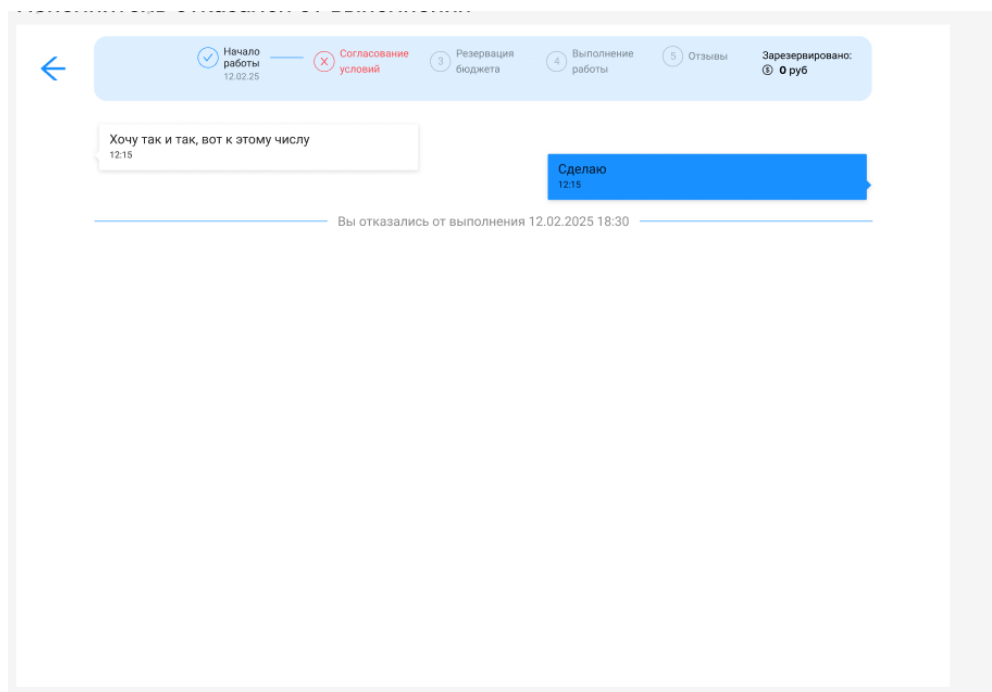 Начало
работы
12.02.25
Согласование
условий
3
Резервация
бюджета
4
Выполнение
работы
5
Отзывы
Зарезервировано:
0 руб
Хочу так и так, вот к этому числу
12:15
Сделаю
12:15
Вы отказались от выполнения 12.02.2025 18:30